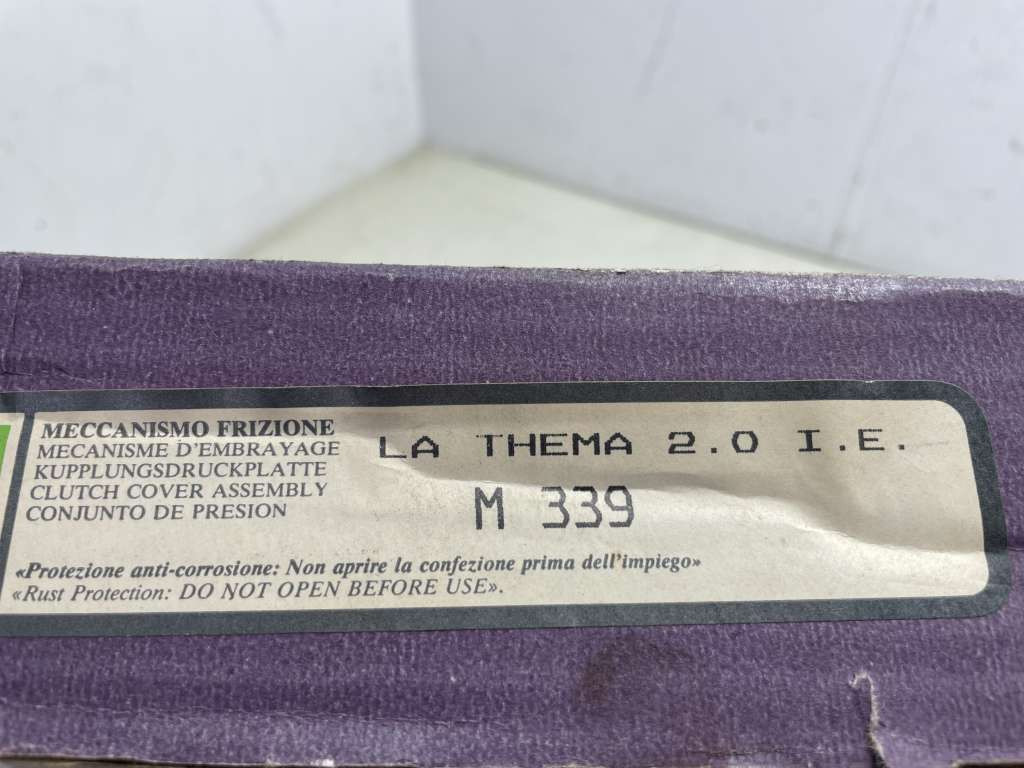 MECCANISMO FRIZIONE
MECANISME D'EMBRAYAGE
KUPPLUNGSDRUCKPLATTE
CLUTCH COVER ASSEMBLY
CONJUNTO DE PRESION
LA THEMA 2.0 I.E.
M 339
«Protezione anti-corrosione: Non aprire la confezione prima dell'impiego»
«Rust Protection: DO NOT OPEN BEFORE USE».